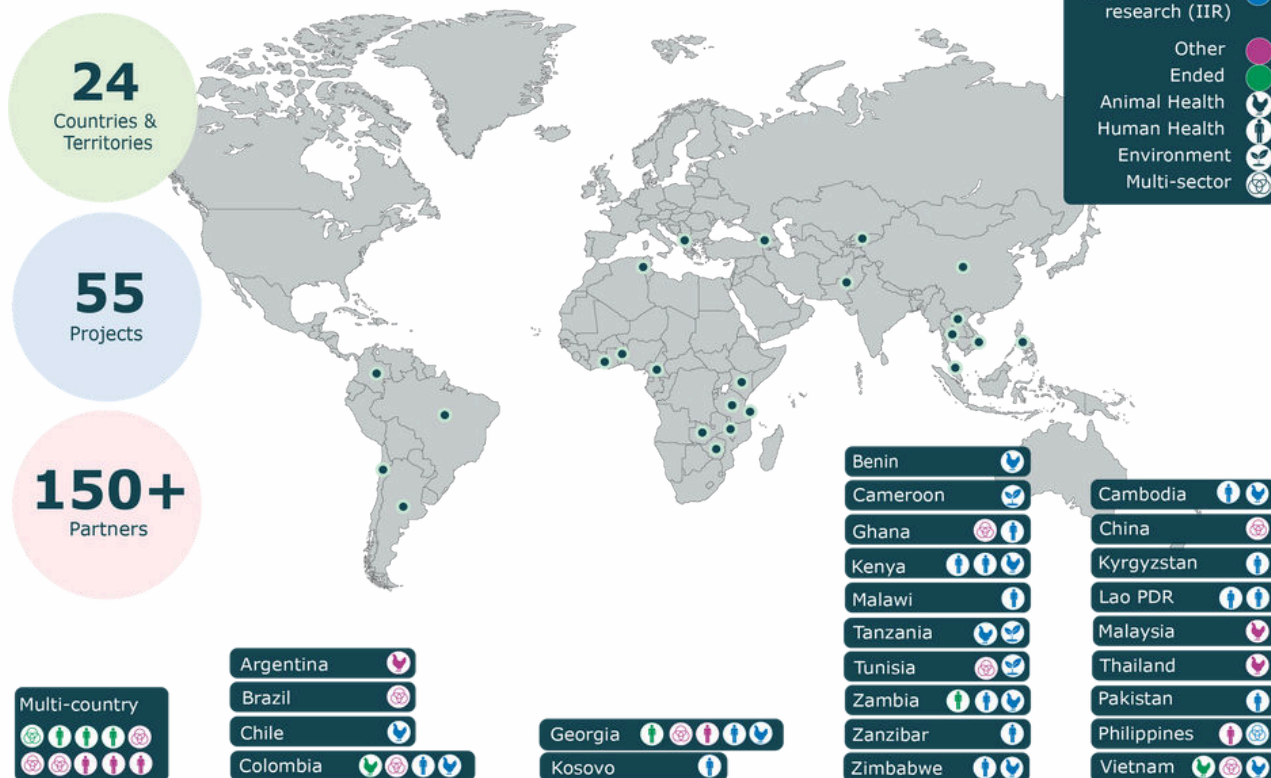 research (IIR)
Other
Ended
Animal Health
Human Health
Environment
Multi-sector
24
Countries &
Territories
55
Projects
150+
Partners
Multi-country
Argentina
Brazil
Chile
Colombia
Georgia
Kosovo
Benin
Cameroon
Ghana
Kenya
Malawi
Tanzania
Tunisia
Zambia
Zanzibar
Zimbabwe
Cambodia
China
Kyrgyzstan
Lao PDR
Malaysia
Thailand
Pakistan
Philippines
Vietnam